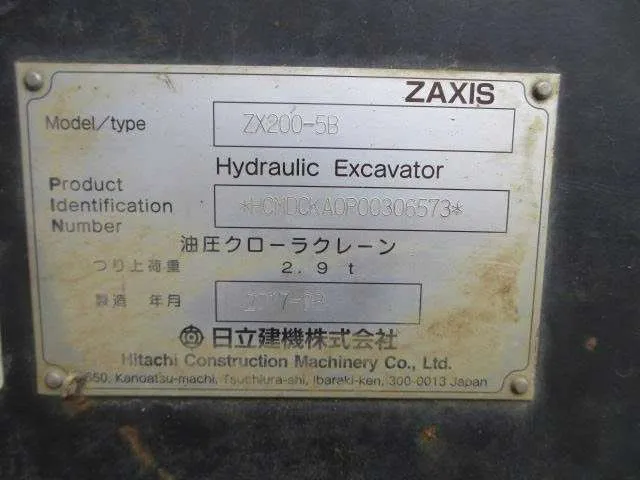 ZAXIS
Model/type ZX200-5B
Hydraulic Excavator
Product
Identification
Number
*HCMDCKA0P00306573*
油圧クローラクレーン
つり上荷重 2.9 t
製造 年月
日立建機株式会社
Hitachi Construction Machinery Co., Ltd.
650, Kandatsu-machi, Tsuchiura-shi, Ibaraki-ken, 300-0013 Japan